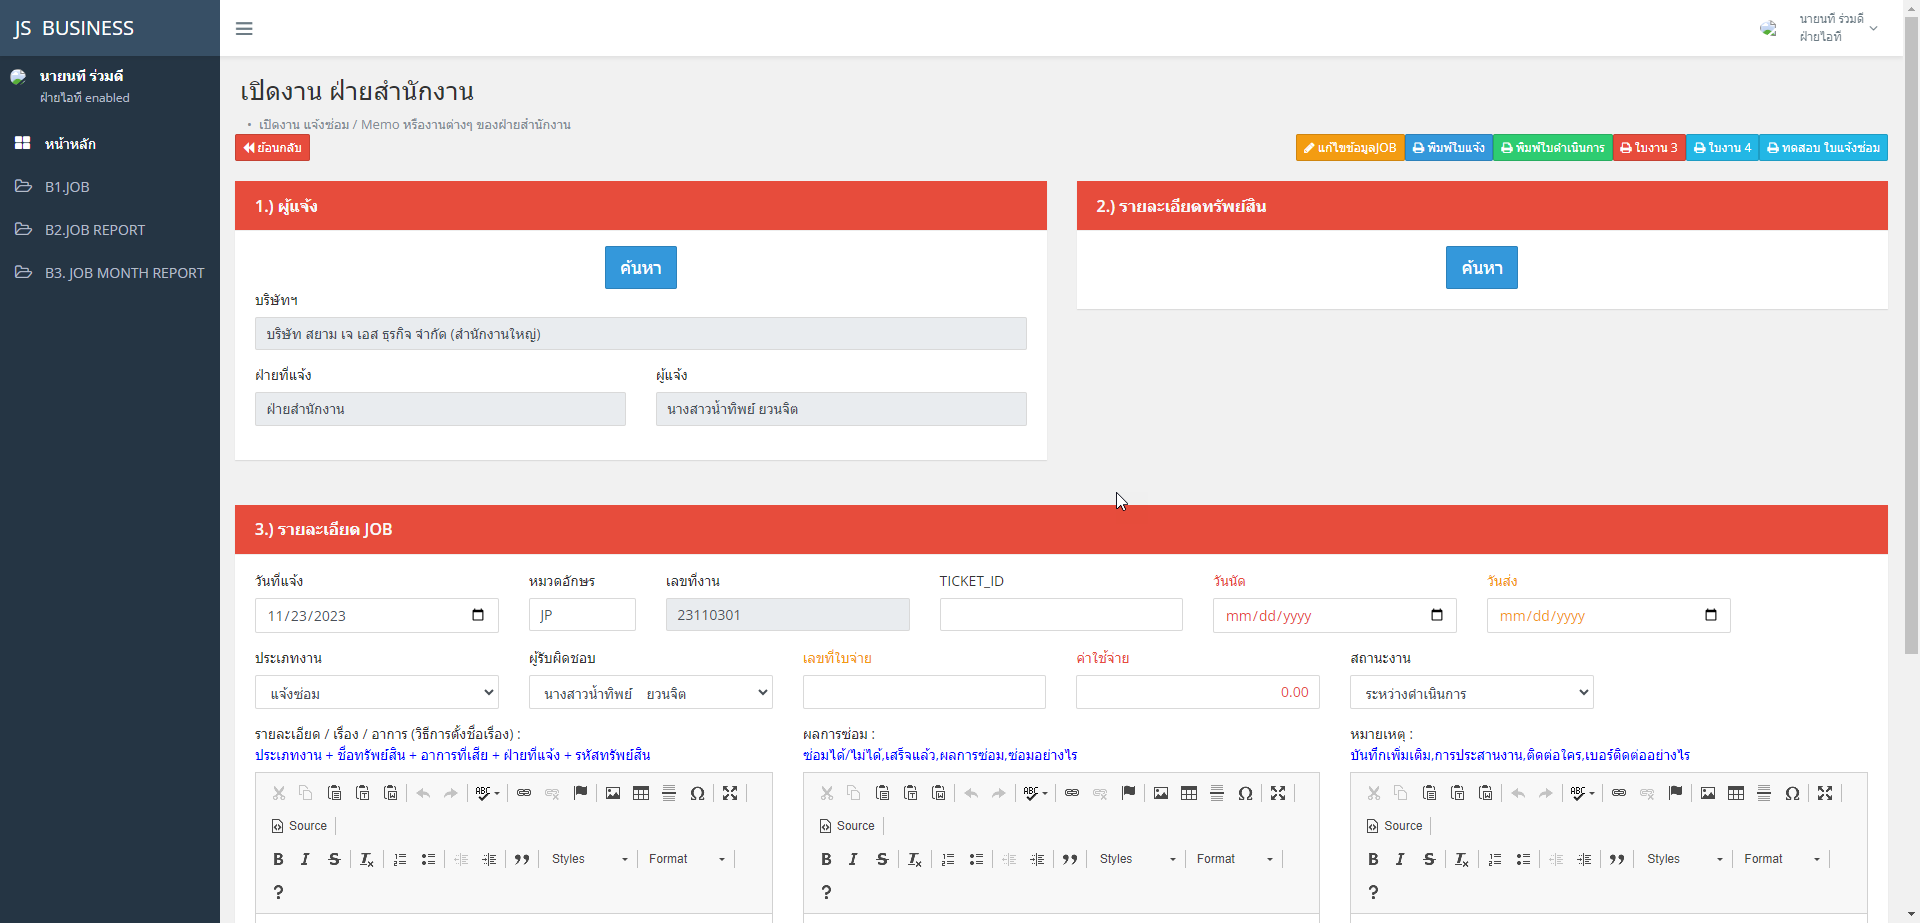 JS BUSINESS
นายนที ร่วมดี
ฝ่ายไอที
นายนที ร่วมดี
ฝ่ายไอที enabled
หน้าหลัก
B1.JOB
B2.JOB REPORT
B3. JOB MONTH REPORT
เปิดงาน ฝ่ายสำนักงาน
• เปิดงาน แจ้งซ่อม / Memo หรืองานต่างๆ ของฝ่ายสำนักงาน
ย้อนกลับ
แก้ไขข้อมูลJOB
พิมพ์ใบแจ้ง
พิมพ์ใบดำเนินการ
ใบงาน 3
ใบงาน 4
ทดสอบ ใบแจ้งซ่อม
1.) ผู้แจ้ง
ค้นหา
บริษัทฯ
บริษัท สยาม เจ เอส ธุรกิจ จำกัด (สำนักงานใหญ่)
ฝ่ายที่แจ้ง
ผู้แจ้ง
ฝ่ายสำนักงาน
นางสาวน้ำทิพย์ ยวนจิต
2.) รายละเอียดทรัพย์สิน
ค้นหา
3.) รายละเอียด JOB
วันที่แจ้ง
หมวดอักษร
เลขที่งาน
TICKET_ID
วันนัด
วันส่ง
11/23/2023
JP
23110301
mm/dd/yyyy
mm/dd/yyyy
ประเภทงาน
ผู้รับผิดชอบ
เลขที่ใบจ่าย
ค่าใช้จ่าย
สถานะงาน
แจ้งซ่อม
นางสาวน้ำทิพย์ ยวนจิต
0.00
ระหว่างดำเนินการ
รายละเอียด / เรื่อง / อาการ (วิธีการตั้งชื่อเรื่อง) :
ประเภทงาน + ชื่อทรัพย์สิน + อาการที่เสีย + ฝ่ายที่แจ้ง + รหัสทรัพย์สิน
Source
Styles
Format
ผลการซ่อม :
ซ่อมได้/ไม่ได้,เสร็จแล้ว,ผลการซ่อม,ซ่อมอย่างไร
Source
Styles
Format
หมายเหตุ :
บันทึกเพิ่มเติม,การประสานงาน,ติดต่อใคร,เบอร์ติดต่ออย่างไร
Source
Styles
Format